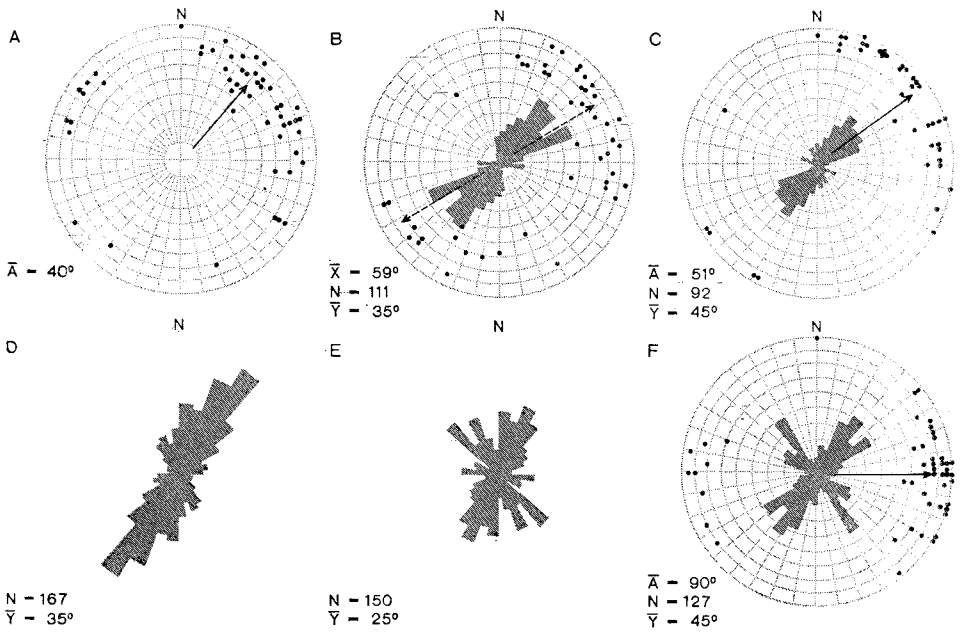 A
N
Ā = 40°
B
N
X̄ = 59°
N = 111
Ȳ = 35°
C
N
Ā = 51°
N = 92
Ȳ = 45°
D
N
N = 167
Ȳ = 35°
E
N
N = 150
Ȳ = 25°
F
N
Ā = 90°
N = 127
Ȳ = 45°